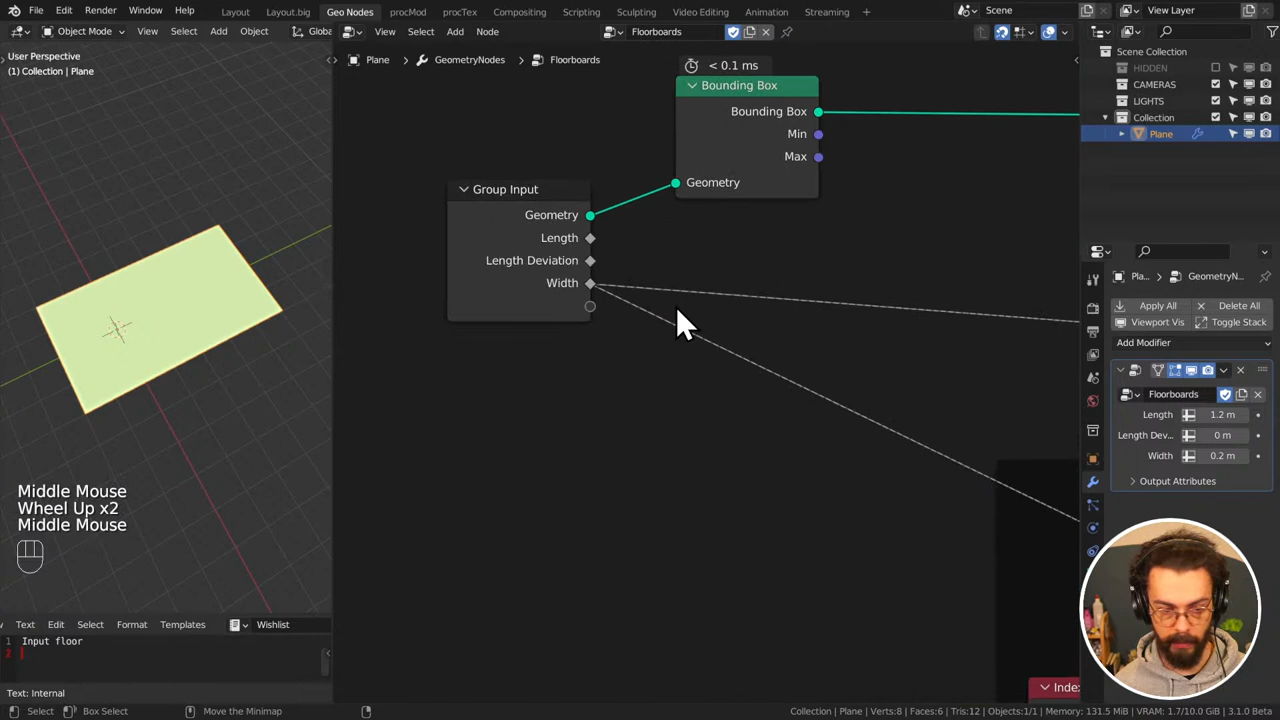 File Edit Render Window Help Layout Layout.big Geo Nodes procMod procTex Compositing Scripting Sculpting Video Editing Animation Streaming + Scene View Layer
Object Mode View Select Add Object Globa View Select Add Node Floorboards
User Perspective
(1) Collection | Plane
Plane GeometryNodes Floorboards
Scene Collection
HIDDEN
CAMERAS
LIGHTS
Collection
Plane
< 0.1 ms
Bounding Box
Bounding Box
Min
Max
Geometry
Group Input
Geometry
Length
Length Deviation
Width
Pla... GeometryN...
Apply All Delete All
Viewport Vis Toggle Stack
Add Modifier
Floorboards
Length 1.2 m
Length Dev... 0 m
Width 0.2 m
Output Attributes
Middle Mouse
Wheel Up x2
Middle Mouse
Text Edit Select Format Templates Wishlist
1 Input floor
2
Text: Internal
Index
Select Box Select Move the Minimap Collection | Plane | Verts:8 | Faces:6 | Tris:12 | Objects:1/1 | Memory: 131.5 MiB | VRAM: 1.7/10.0 GiB | 3.1.0 Beta